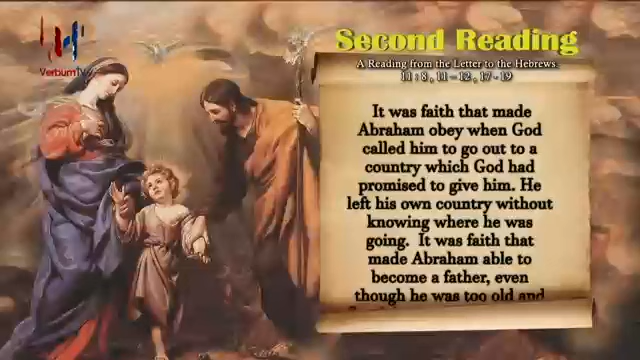 VerbumTV
Second Reading
A Reading from the Letter to the Hebrews
11 : 8 , 11 – 12 , 17 - 19
It was faith that made
Abraham obey when God
called him to go out to a
country which God had
promised to give him. He
left his own country without
knowing where he was
going. It was faith that
made Abraham able to
become a father, even
though he was too old and